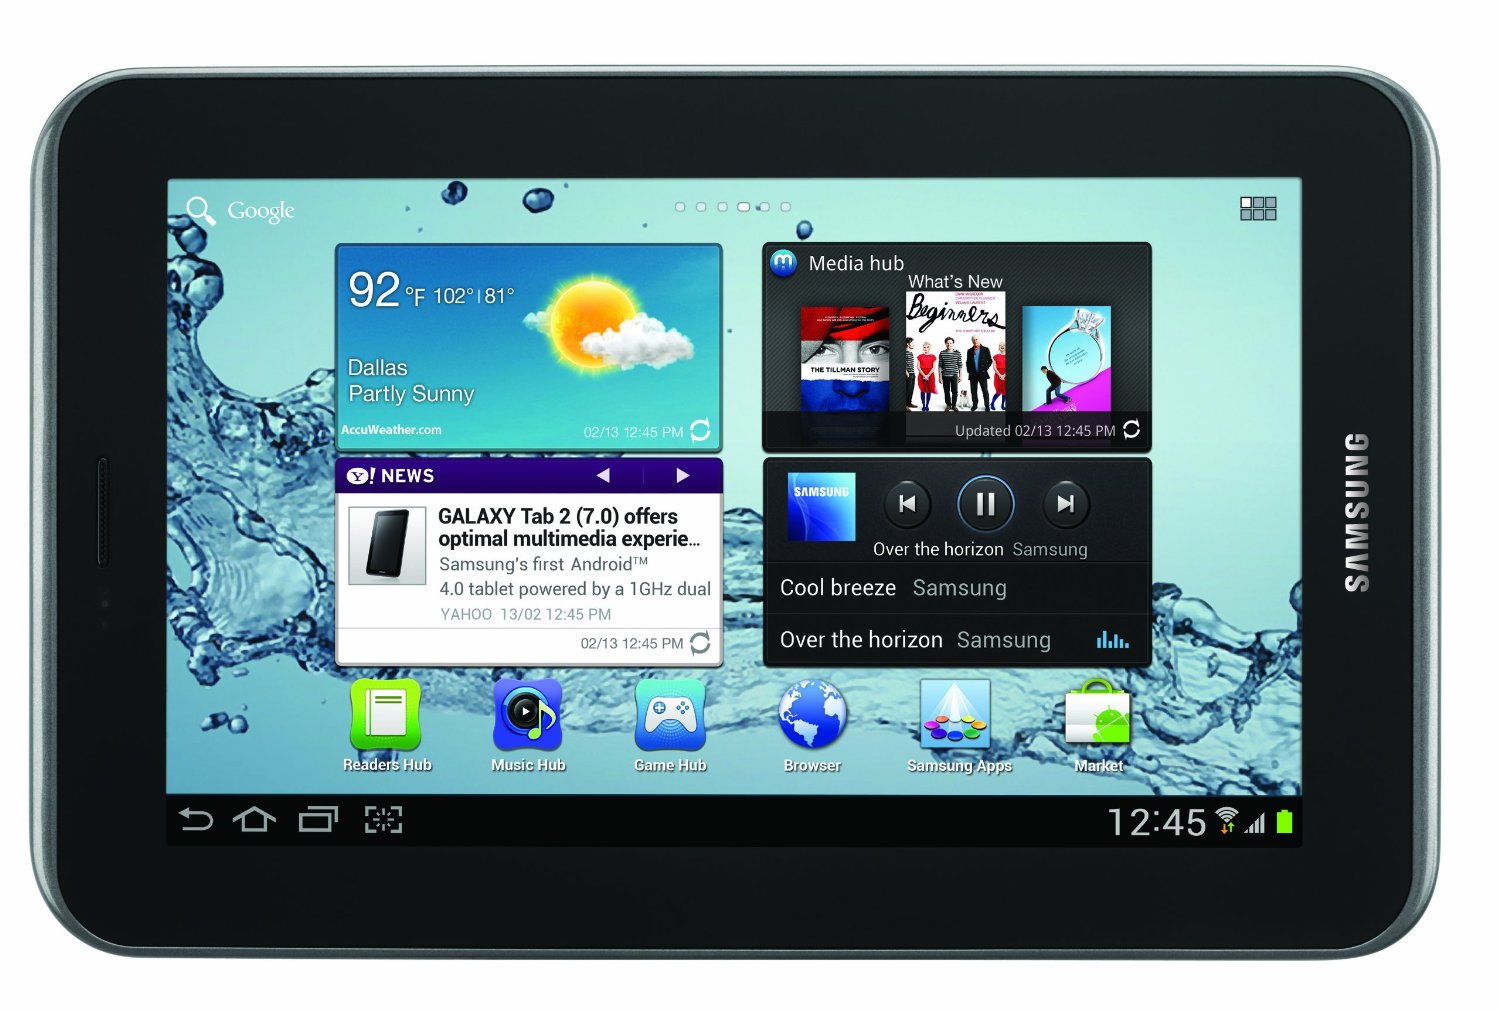 Google
92 °F 102° | 81°
Dallas
Partly Sunny
AccuWeather.com
02/13 12:45 PM
Media hub
What's New
THE TILLMAN STORY
Beginners
Updated 02/13 12:45 PM
Y! NEWS
GALAXY Tab 2 (7.0) offers
optimal multimedia experie...
Samsung's first Android™
4.0 tablet powered by a 1GHz dual
YAHOO 13/02 12:45 PM
02/13 12:45 PM
SAMSUNG
Over the horizon Samsung
Cool breeze Samsung
Over the horizon Samsung
Readers Hub
Music Hub
Game Hub
Browser
Samsung Apps
Market
12:45
SAMSUNG